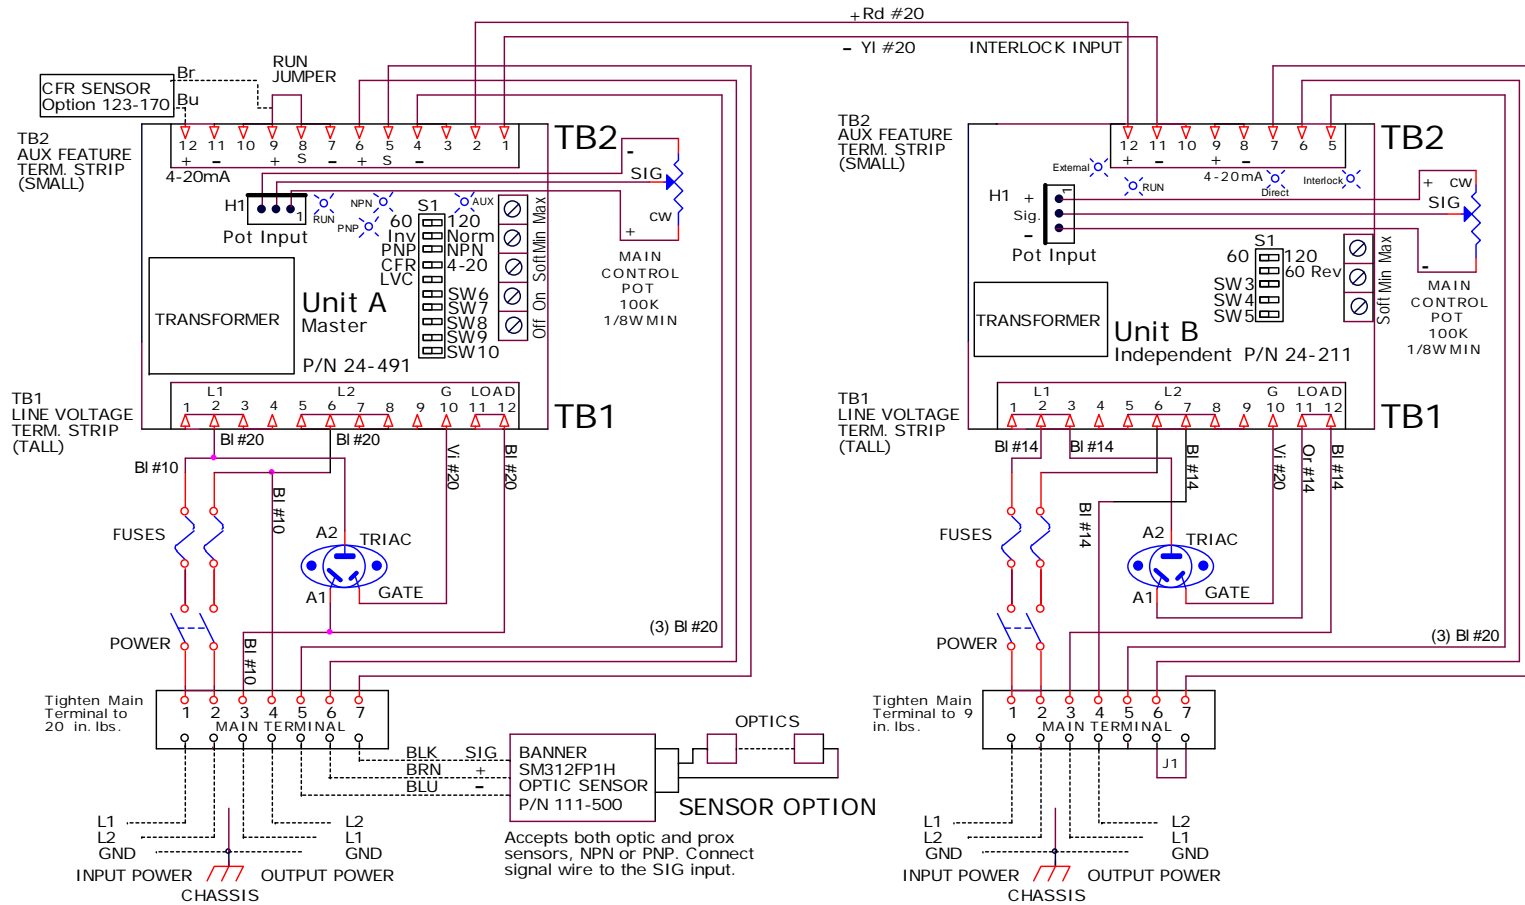 +Rd #20
- Yl #20 INTERLOCK INPUT
RUN
JUMPER
Br
CFR SENSOR
Option 123-170
Bu
TB2
AUX FEATURE
TERM. STRIP
(SMALL)
12 11 10 9 8 7 6 5 4 3 2 1
+ - + S - + S -
4-20mA
TB2
H1
1
Pot Input
RUN
NPN
PNP
AUX
S1
60 120
Inv Norm
PNP NPN
CFR 4-20
LVC
SW6
SW7
SW8
SW9
SW10
Off On Soft Min Max
-
SIG
CW
+
MAIN
CONTROL
POT
100K
1/8W MIN
TRANSFORMER
Unit A
Master
P/N 24-491
TB1
LINE VOLTAGE
TERM. STRIP
(TALL)
L1 L2 G LOAD
1 2 3 4 5 6 7 8 9 10 11 12
TB1
Bl #20
Bl #20
Bl #10
Bl #10
Vi #20
Bl #20
FUSES
A2
TRIAC
A1
GATE
POWER
Bl #10
(3) Bl #20
Tighten Main
Terminal to
20 in. lbs.
1 2 3 4 5 6 7
MAIN TERMINAL
BLK SIG
BRN +
BLU -
BANNER
SM312FP1H
OPTIC SENSOR
P/N 111-500
OPTICS
SENSOR OPTION
Accepts both optic and prox
sensors, NPN or PNP. Connect
signal wire to the SIG input.
L1 L2
L2 L1
GND GND
INPUT POWER OUTPUT POWER
CHASSIS
TB2
AUX FEATURE
TERM. STRIP
(SMALL)
12 11 10 9 8 7 6 5
+ - + -
4-20mA
TB2
External
RUN
Direct
Interlock
H1 +
Sig.
-
1
Pot Input
+ CW
SIG
-
S1
60 120
60 Rev
SW3
SW4
SW5
Soft Min Max
MAIN
CONTROL
POT
100K
1/8W MIN
TRANSFORMER
Unit B
Independent P/N 24-211
TB1
LINE VOLTAGE
TERM. STRIP
(TALL)
L1 L2 G LOAD
1 2 3 4 5 6 7 8 9 10 11 12
TB1
Bl #14
Bl #14
Bl #14
Vi #20
Or #14
Bl #14
Bl #14
FUSES
A2
TRIAC
A1
GATE
POWER
(3) Bl #20
Tighten Main
Terminal to 9
in. lbs.
1 2 3 4 5 6 7
MAIN TERMINAL
J1
L1 L2
L2 L1
GND GND
INPUT POWER OUTPUT POWER
CHASSIS